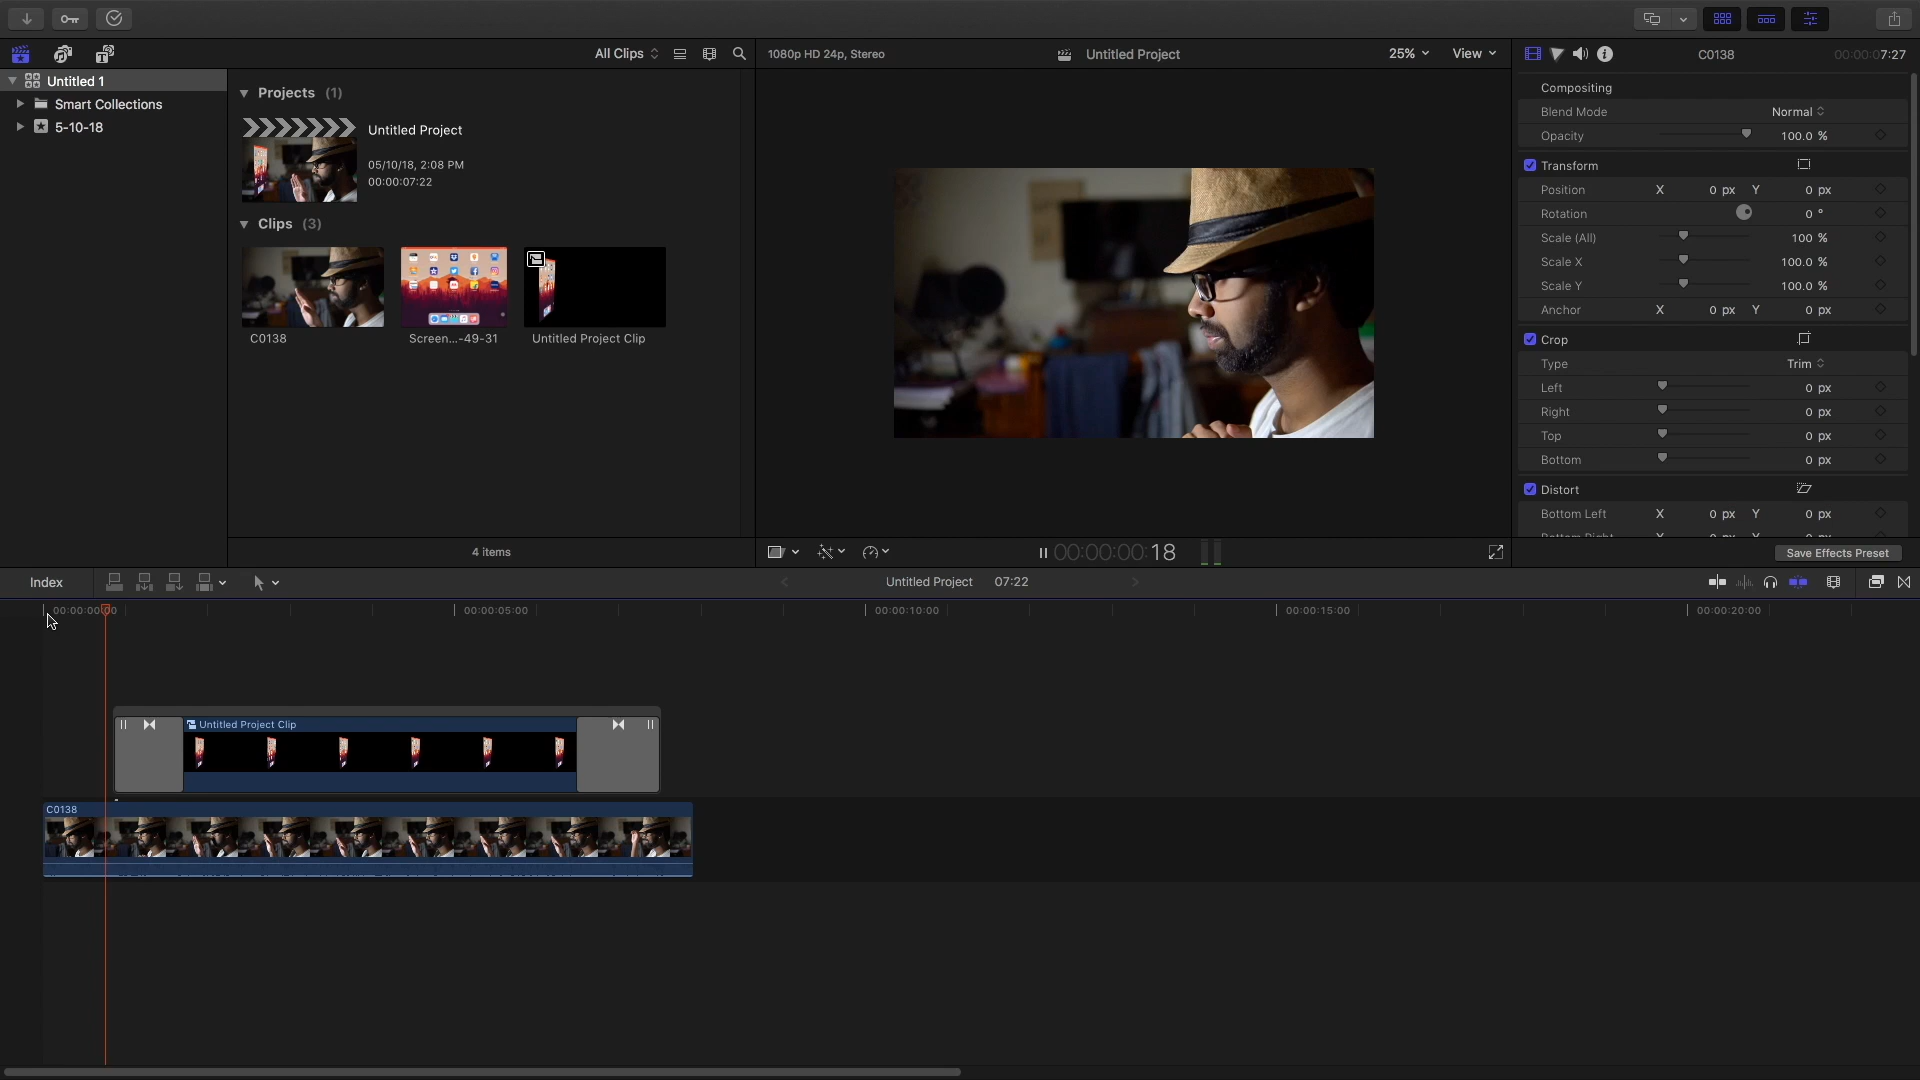 All Clips
1080p HD 24p, Stereo
Untitled Project
25%
View
C0138
00:00:07:27
Untitled 1
Smart Collections
5-10-18
Projects (1)
Untitled Project
05/10/18, 2:08 PM
00:00:07:22
Clips (3)
C0138
Screen...-49-31
Untitled Project Clip
4 items
Compositing
Blend Mode Normal
Opacity 100.0 %
Transform
Position X 0 px Y 0 px
Rotation 0 °
Scale (All) 100 %
Scale X 100.0 %
Scale Y 100.0 %
Anchor X 0 px Y 0 px
Crop
Type Trim
Left 0 px
Right 0 px
Top 0 px
Bottom 0 px
Distort
Bottom Left X 0 px Y 0 px
Bottom Right X 0 px Y 0 px
00:00:00:18
Save Effects Preset
Index
Untitled Project 07:22
00:00:00:00 00:00:05:00 00:00:10:00 00:00:15:00 00:00:20:00
Untitled Project Clip
C0138